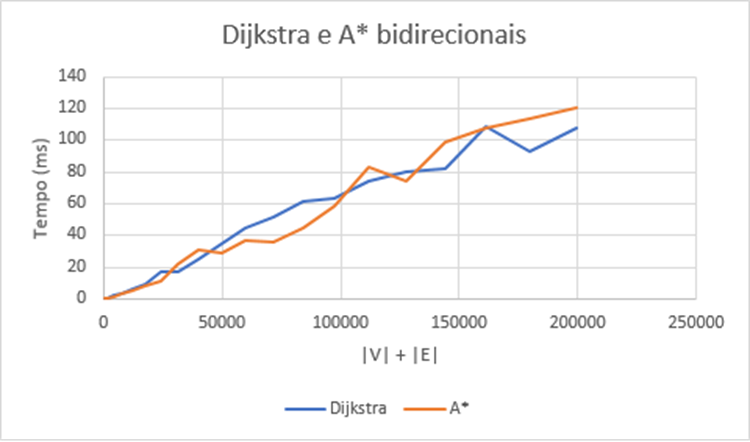 Dijkstra e A* bidirecionais
140
120
100
80
60
40
20
0
Tempo (ms)
0 50000 100000 150000 200000 250000
|V| + |E|
Dijkstra A*